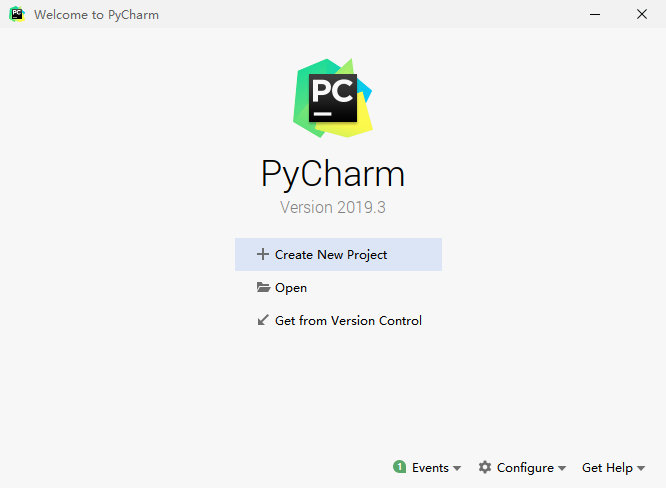 Welcome to PyCharm
PC
PyCharm
Version 2019.3
Create New Project
Open
Get from Version Control
1 Events Configure Get Help